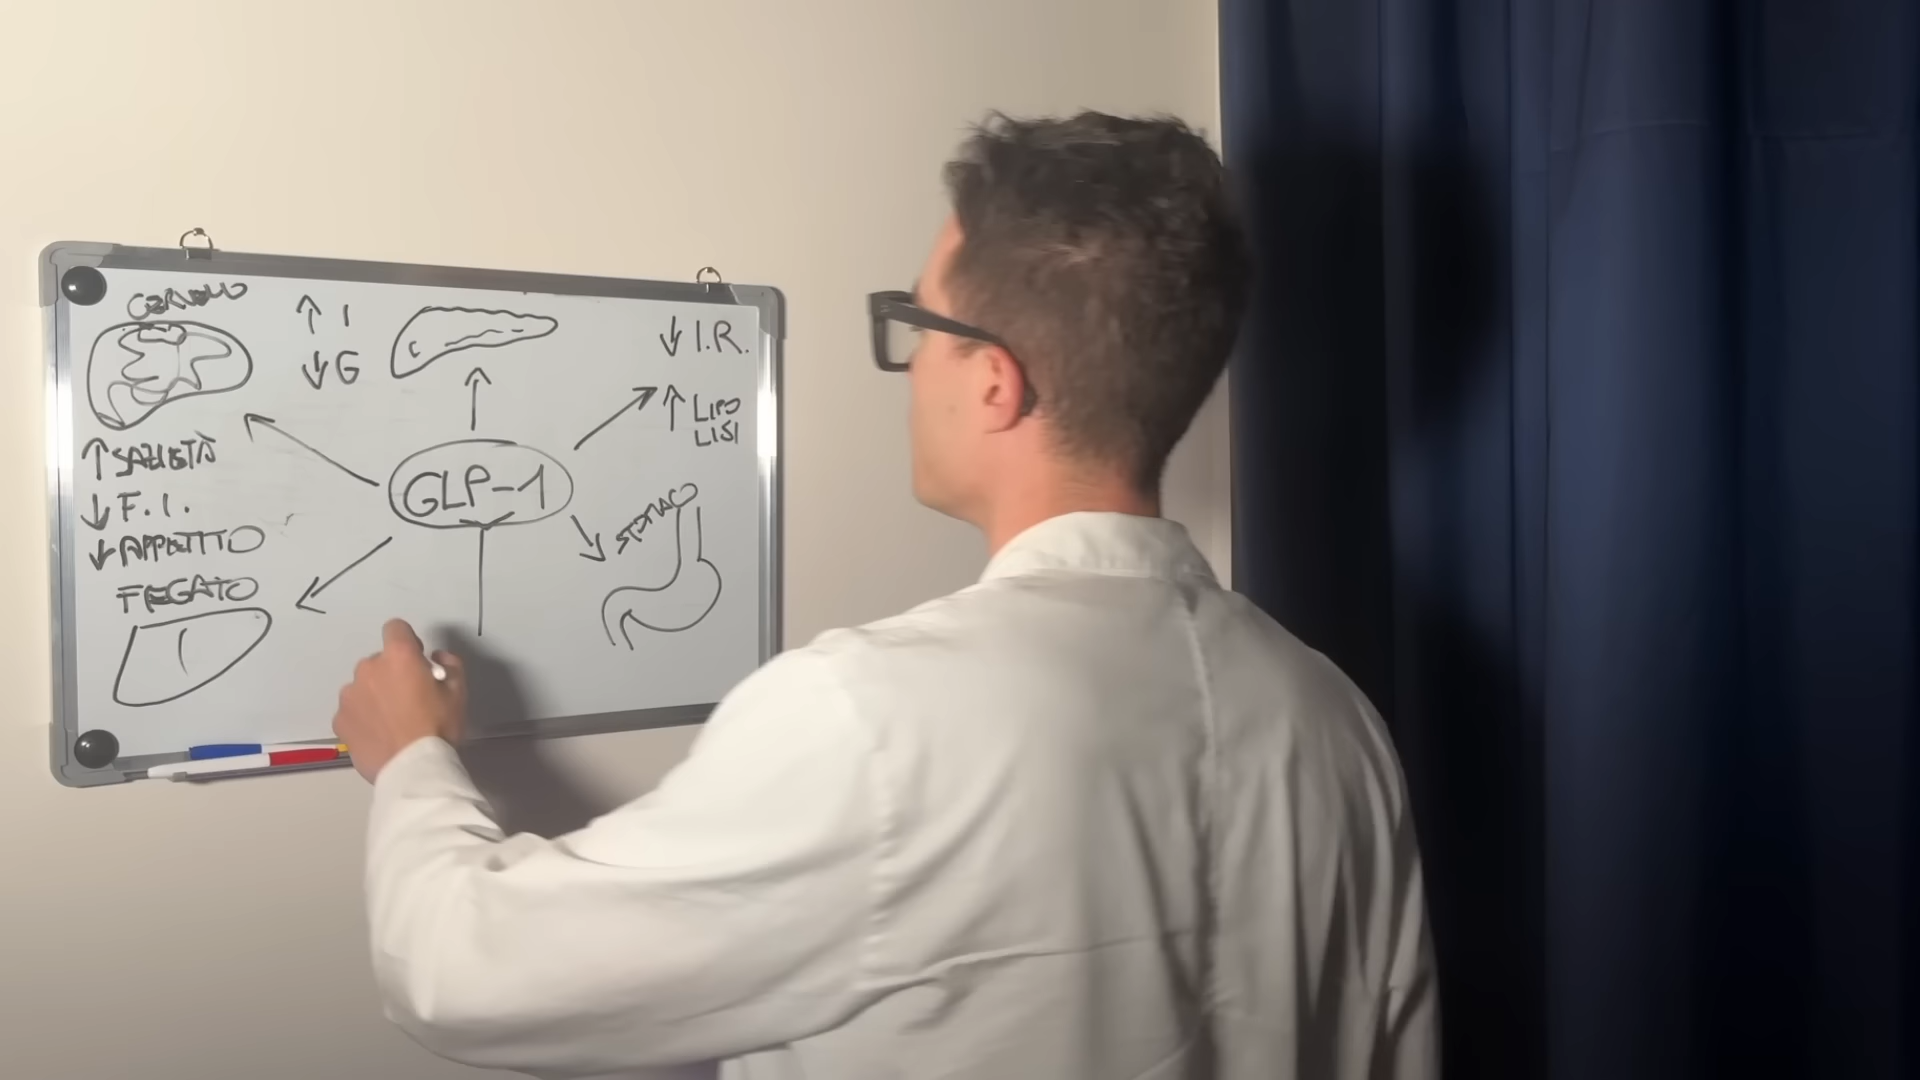 CERVELLO
↑ I
↓ G
↓ I.R.
↑ LIPO
LISI
↑ SAZIETÀ
↓ F.I.
↓ APPETITO
GLP-1
STOMACO
FEGATO